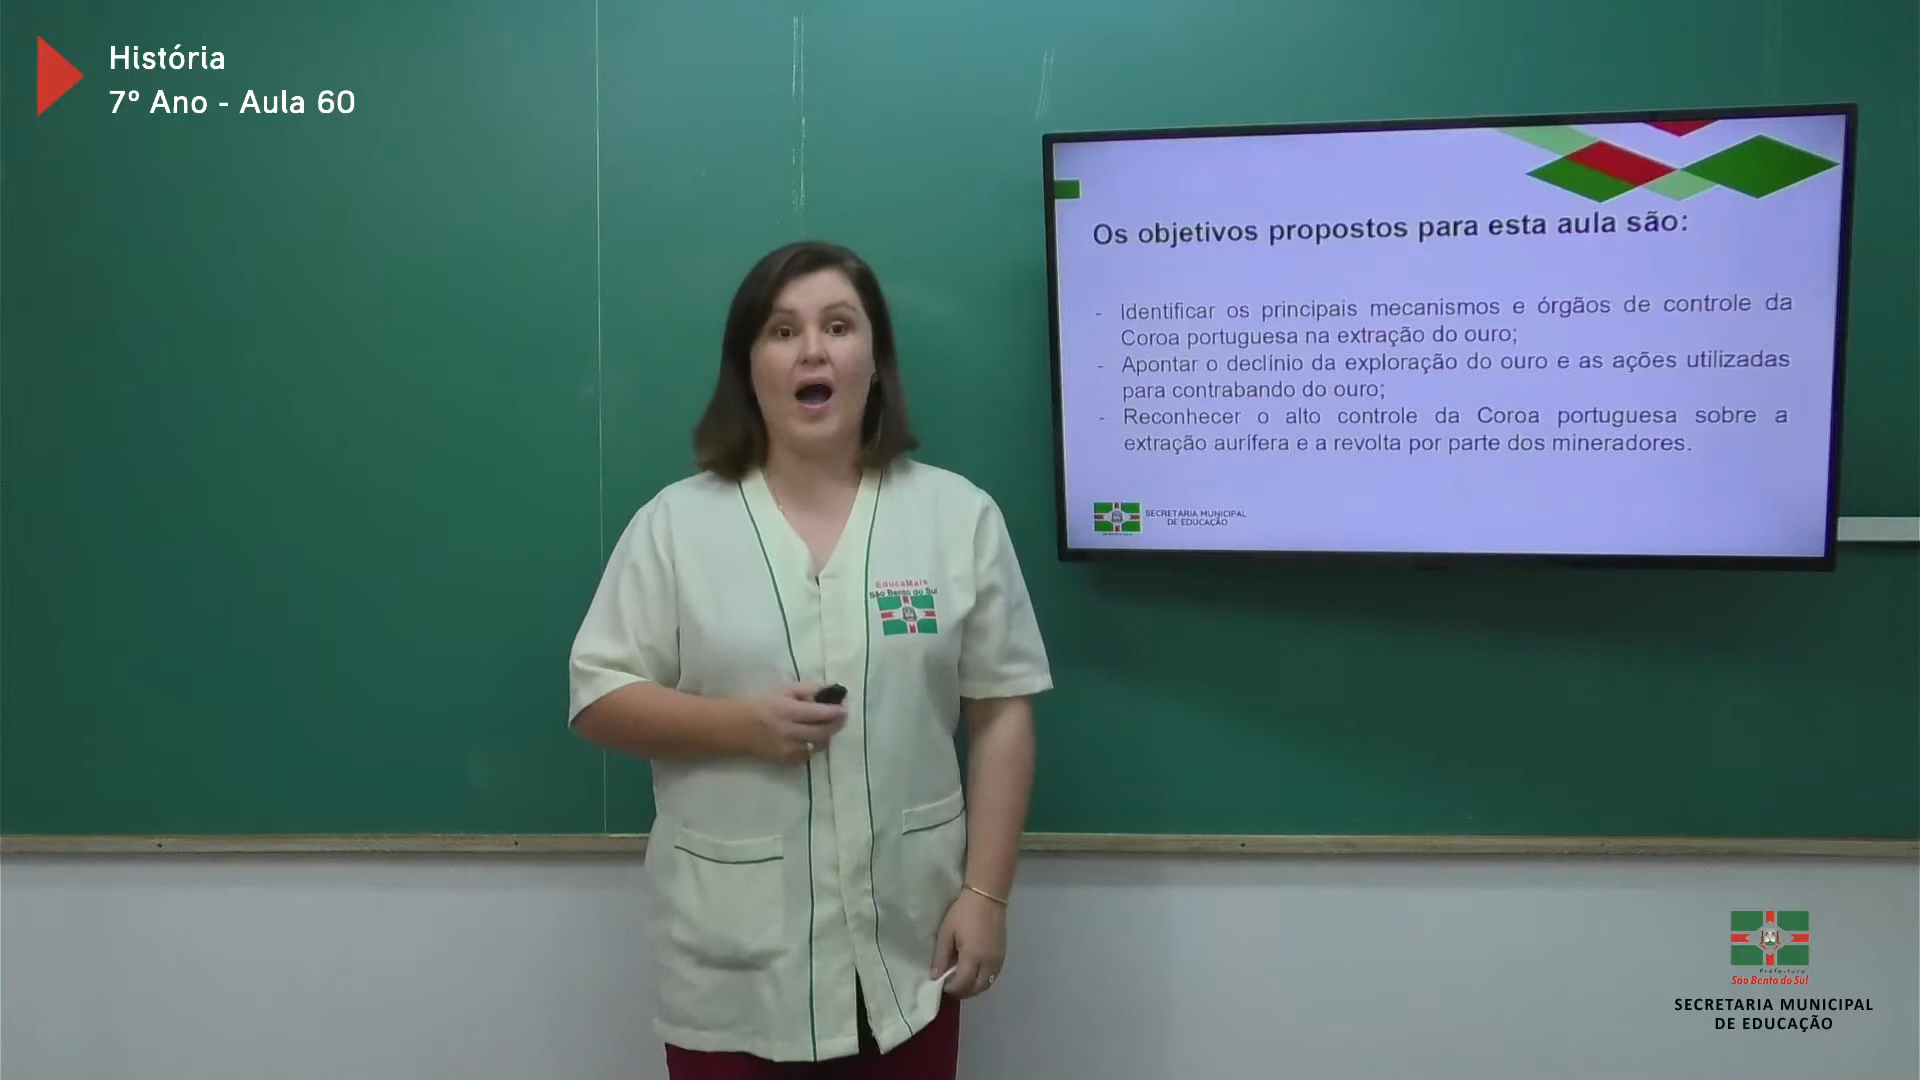 História
7º Ano - Aula 60
Os objetivos propostos para esta aula são:
- Identificar os principais mecanismos e órgãos de controle da
Coroa portuguesa na extração do ouro;
- Apontar o declínio da exploração do ouro e as ações utilizadas
para contrabando do ouro;
- Reconhecer o alto controle da Coroa portuguesa sobre a
extração aurífera e a revolta por parte dos mineradores.
SECRETARIA MUNICIPAL
DE EDUCAÇÃO
EducaMais
São Bento do Sul
Prefeitura
São Bento do Sul
SECRETARIA MUNICIPAL
DE EDUCAÇÃO